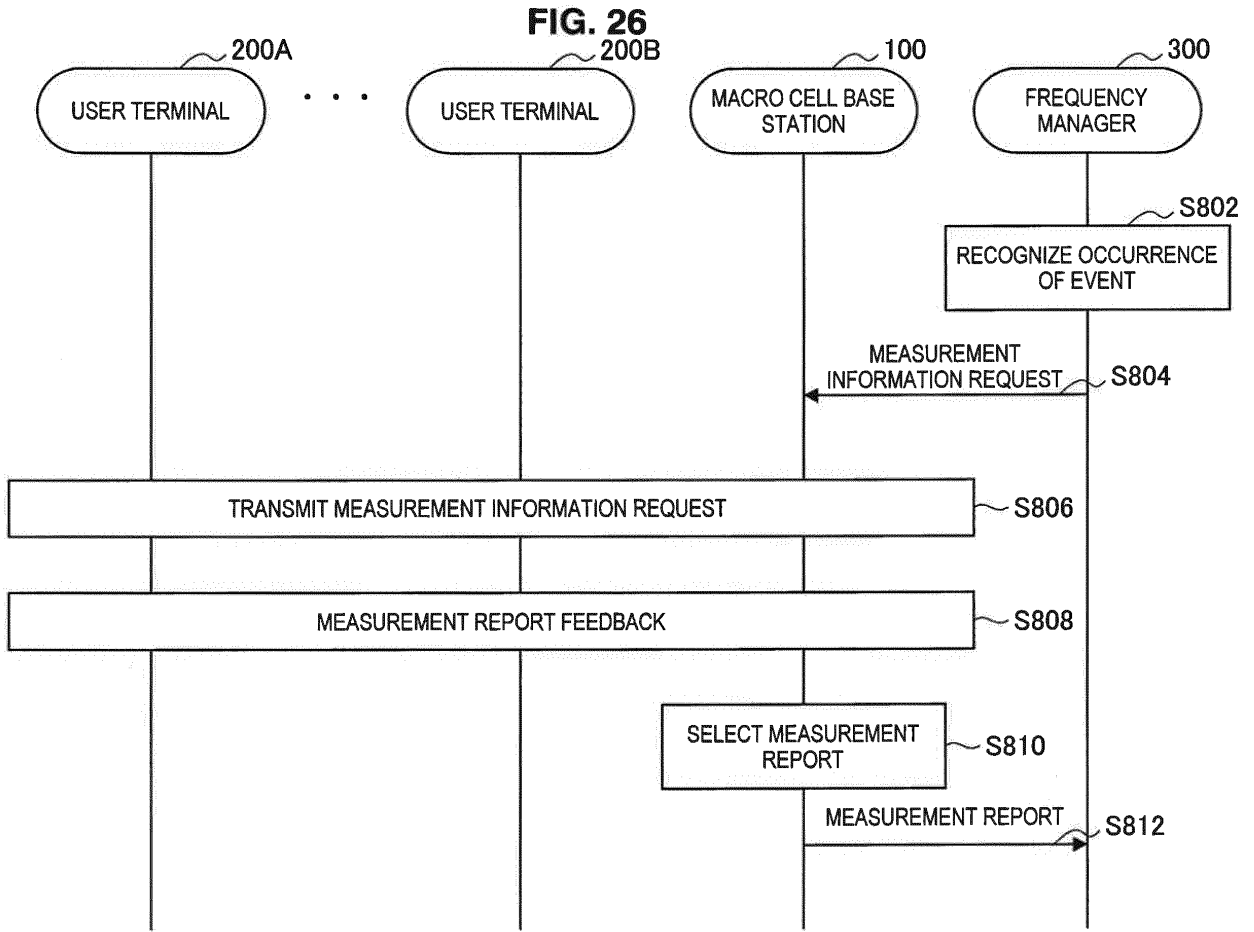 FIG. 26
200A
200B
100
300
USER TERMINAL
. . .
USER TERMINAL
MACRO CELL BASE
STATION
FREQUENCY
MANAGER
S802
RECOGNIZE OCCURRENCE
OF EVENT
MEASUREMENT
INFORMATION REQUEST
S804
TRANSMIT MEASUREMENT INFORMATION REQUEST
S806
MEASUREMENT REPORT FEEDBACK
S808
SELECT MEASUREMENT
REPORT
S810
MEASUREMENT REPORT
S812